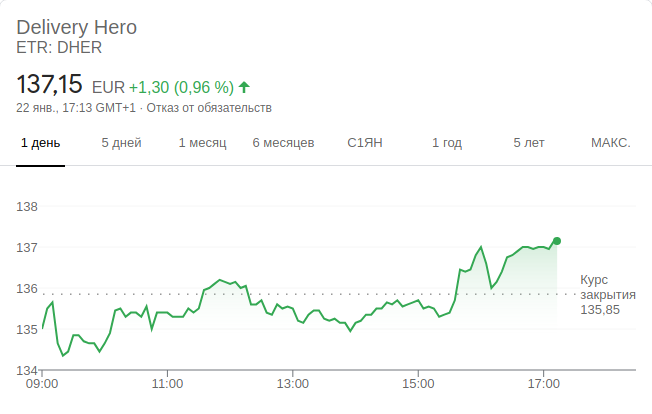 Delivery Hero
ETR: DHER
137,15 EUR +1,30 (0,96 %)
22 янв., 17:13 GMT+1 · Отказ от обязательств
1 день 5 дней 1 месяц 6 месяцев С1ЯН 1 год 5 лет МАКС.
138
137
136
135
134
Курс
закрытия
135,85
09:00 11:00 13:00 15:00 17:00